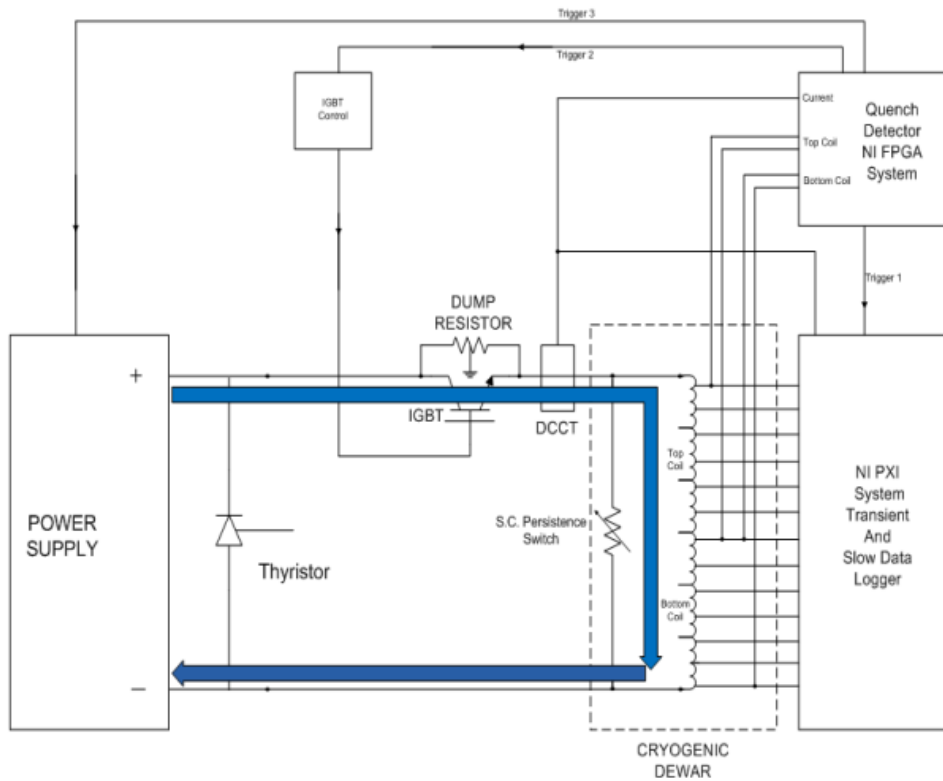 Trigger 3
Trigger 2
IGBT
Control
Current
Top Coil
Bottom Coil
Quench
Detector
NI FPGA
System
Trigger 1
DUMP
RESISTOR
+
IGBT
DCCT
POWER
SUPPLY
Thyristor
S.C. Persistence
Switch
Top
Coil
Bottom
Coil
NI PXI
System
Transient
And
Slow Data
Logger
—
CRYOGENIC
DEWAR